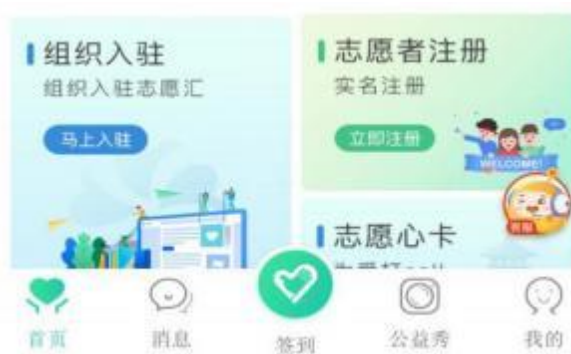 组织入驻
组织入驻志愿汇
马上入驻
志愿者注册
实名注册
立即注册
WELCOME!
客服
志愿心卡
首页
消息
签到
公益秀
我的